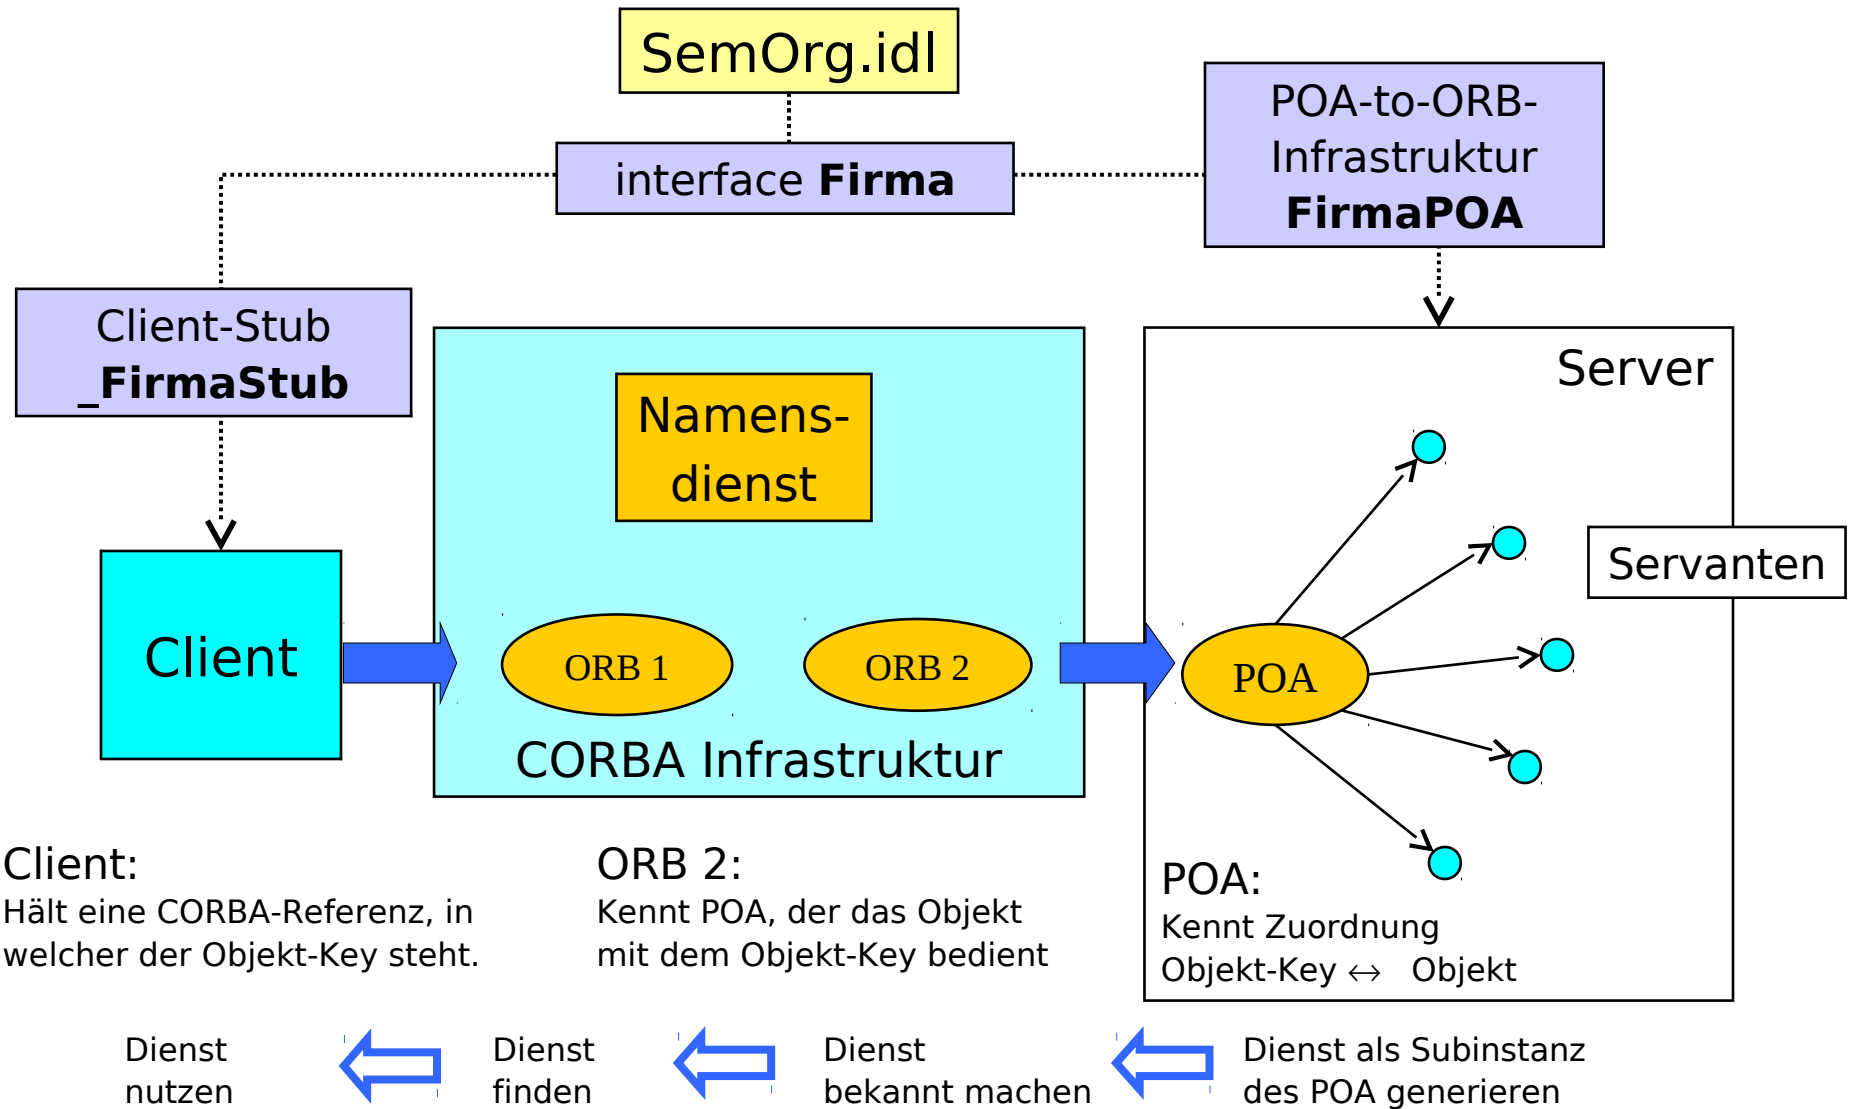 SemOrg.idl
interface Firma
POA-to-ORB-
Infrastruktur
FirmaPOA
Client-Stub
_FirmaStub
Namens-
dienst
Server
Servanten
Client
ORB 1
ORB 2
POA
CORBA Infrastruktur
Client:
Hält eine CORBA-Referenz, in
welcher der Objekt-Key steht.
ORB 2:
Kennt POA, der das Objekt
mit dem Objekt-Key bedient
POA:
Kennt Zuordnung
Objekt-Key ↔ Objekt
Dienst
nutzen
Dienst
finden
Dienst
bekannt machen
Dienst als Subinstanz
des POA generieren